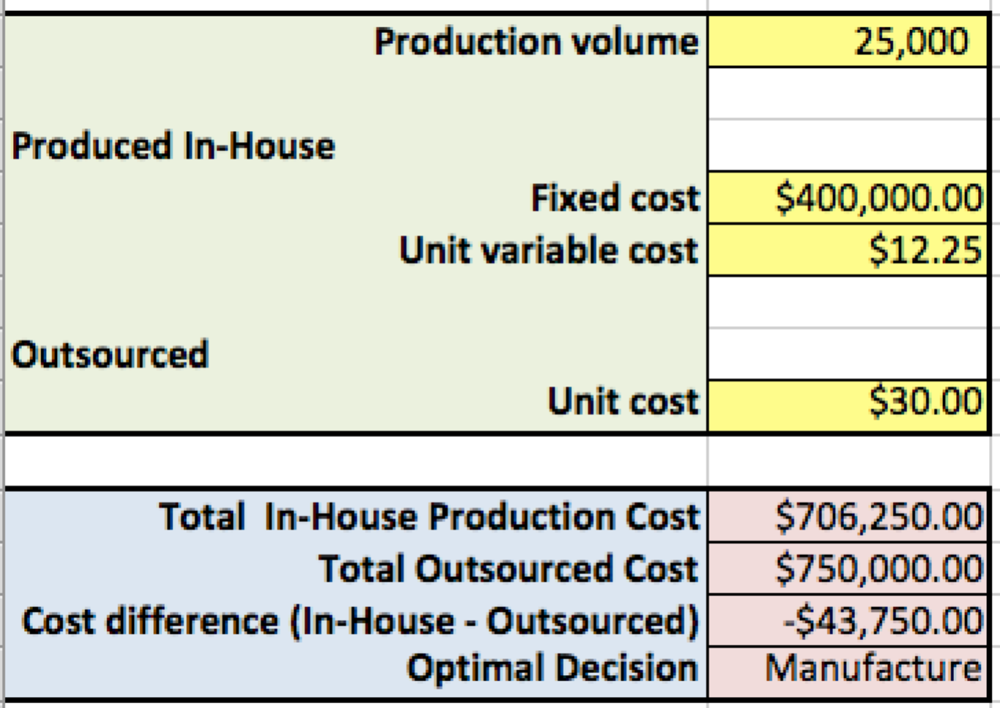 Production volume 25,000
Produced In-House
Fixed cost $400,000.00
Unit variable cost $12.25
Outsourced
Unit cost $30.00
Total In-House Production Cost $706,250.00
Total Outsourced Cost $750,000.00
Cost difference (In-House - Outsourced) -$43,750.00
Optimal Decision Manufacture